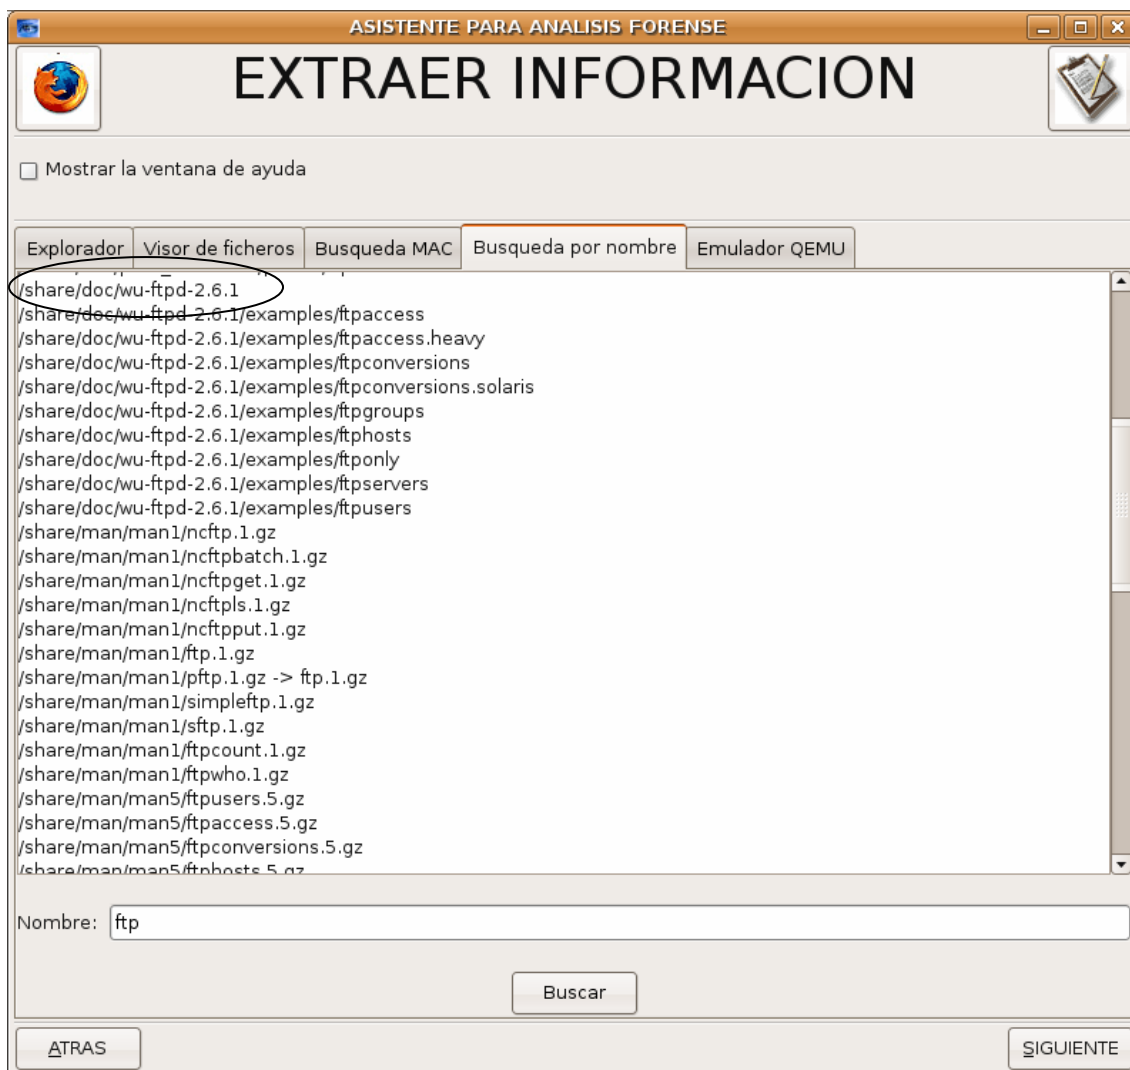 ASISTENTE PARA ANALISIS FORENSE
EXTRAER INFORMACION
Mostrar la ventana de ayuda
Explorador Visor de ficheros Busqueda MAC Busqueda por nombre Emulador QEMU
/share/doc/wu-ftpd-2.6.1
/share/doc/wu-ftpd-2.6.1/examples/ftpaccess
/share/doc/wu-ftpd-2.6.1/examples/ftpaccess.heavy
/share/doc/wu-ftpd-2.6.1/examples/ftpconversions
/share/doc/wu-ftpd-2.6.1/examples/ftpconversions.solaris
/share/doc/wu-ftpd-2.6.1/examples/ftpgroups
/share/doc/wu-ftpd-2.6.1/examples/ftphosts
/share/doc/wu-ftpd-2.6.1/examples/ftponly
/share/doc/wu-ftpd-2.6.1/examples/ftpservers
/share/doc/wu-ftpd-2.6.1/examples/ftpusers
/share/man/man1/ncftp.1.gz
/share/man/man1/ncftpbatch.1.gz
/share/man/man1/ncftpget.1.gz
/share/man/man1/ncftpls.1.gz
/share/man/man1/ncftpput.1.gz
/share/man/man1/ftp.1.gz
/share/man/man1/pftp.1.gz -> ftp.1.gz
/share/man/man1/simpleftp.1.gz
/share/man/man1/sftp.1.gz
/share/man/man1/ftpcount.1.gz
/share/man/man1/ftpwho.1.gz
/share/man/man5/ftpusers.5.gz
/share/man/man5/ftpaccess.5.gz
/share/man/man5/ftpconversions.5.gz
/share/man/man5/ftphosts.5.gz
Nombre: ftp
Buscar
ATRAS SIGUIENTE